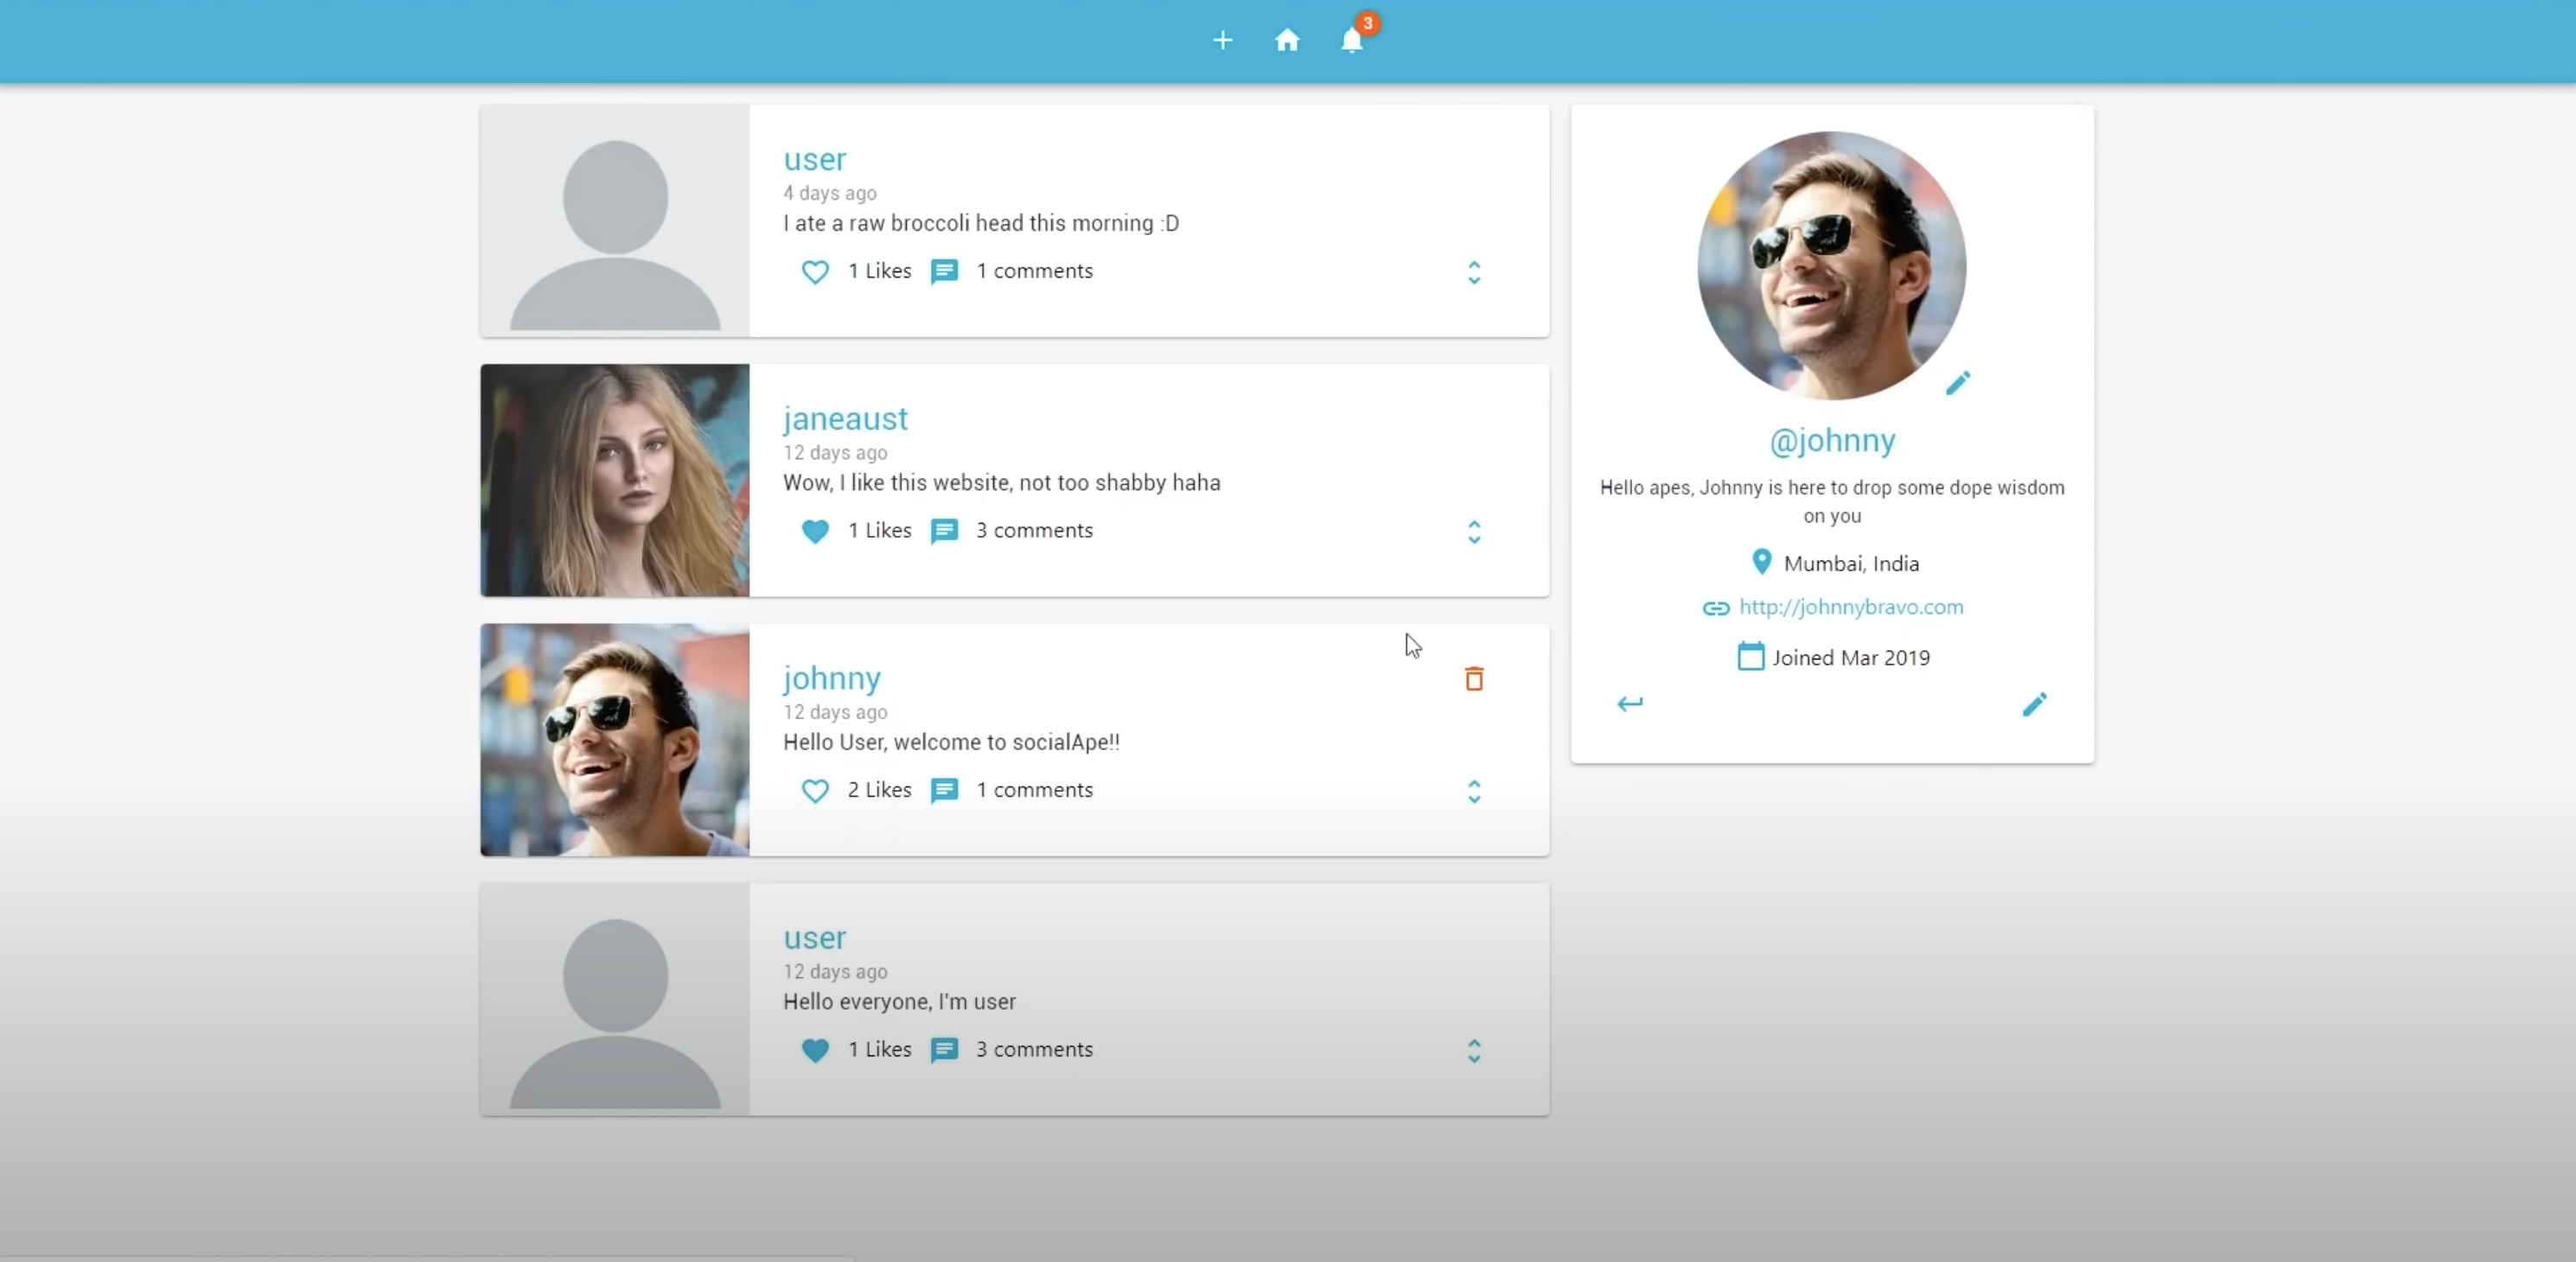 3
user
4 days ago
I ate a raw broccoli head this morning :D
1 Likes 1 comments
janeaust
12 days ago
Wow, I like this website, not too shabby haha
1 Likes 3 comments
johnny
12 days ago
Hello User, welcome to socialApe!!
2 Likes 1 comments
user
12 days ago
Hello everyone, I'm user
1 Likes 3 comments
@johnny
Hello apes, Johnny is here to drop some dope wisdom
on you
Mumbai, India
http://johnnybravo.com
Joined Mar 2019